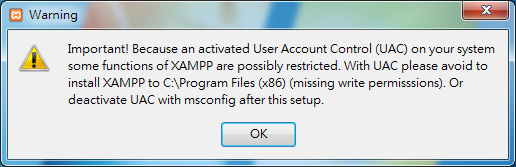 Warning
Important! Because an activated User Account Control (UAC) on your system
some functions of XAMPP are possibly restricted. With UAC please avoid to
install XAMPP to C:\Program Files (x86) (missing write permisssions). Or
deactivate UAC with msconfig after this setup.
OK